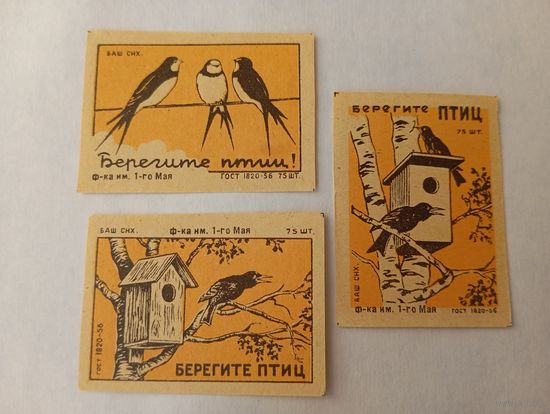 БАШ СНХ.
Берегите птиц!
Ф-ка им. 1-го Мая ГОСТ 1820-56 75 ШТ.
БЕРЕГИТЕ ПТИЦ
75 ШТ.
БАШ СНХ.
Ф-ка им. 1-го Мая ГОСТ 1820-56
БАШ СНХ. Ф-ка им. 1-го Мая 75 ШТ.
ГОСТ 1820-56
БЕРЕГИТЕ ПТИЦ